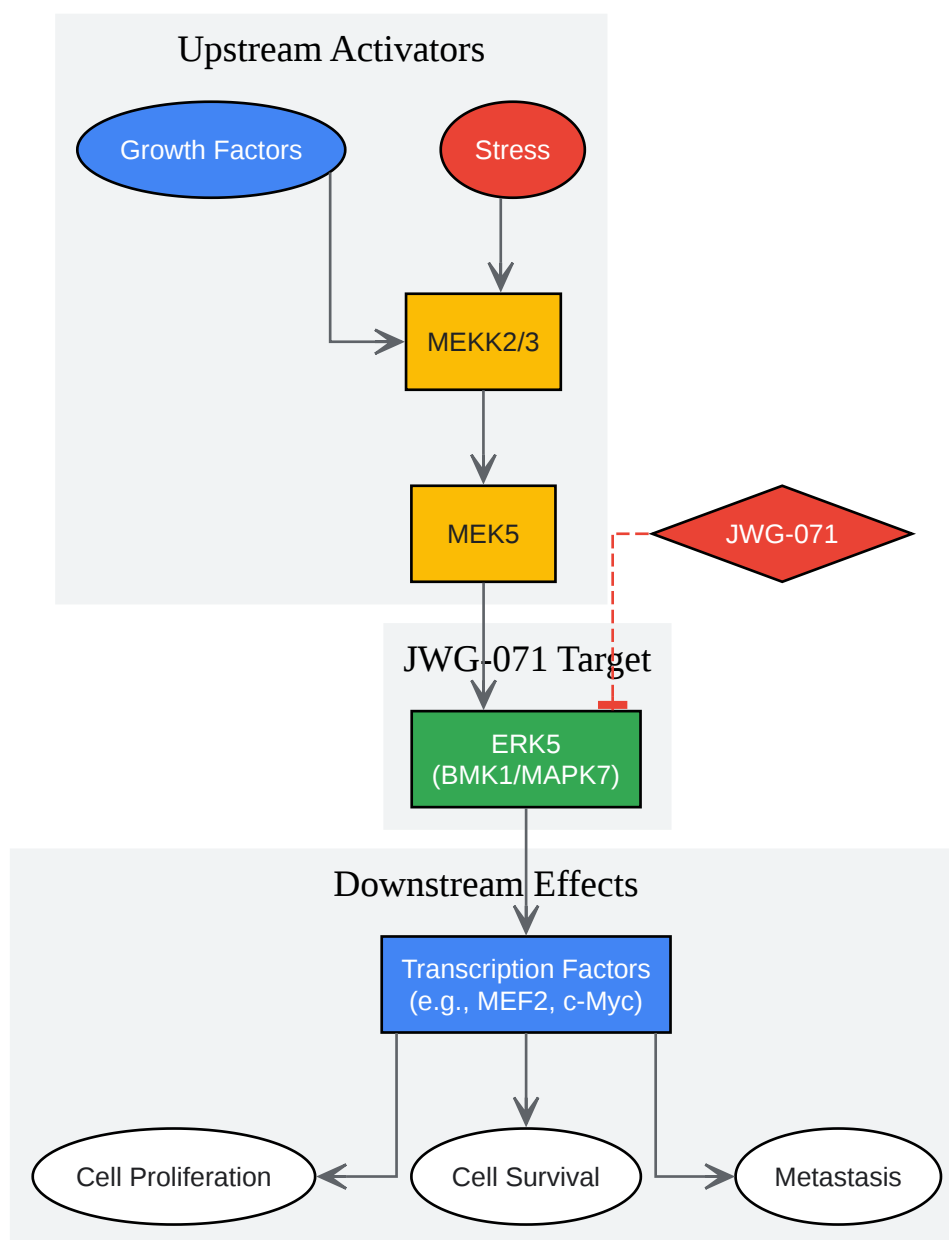 Upstream Activators
Growth Factors
Stress
MEKK2/3
MEK5
JWG-071
JWG-071 Target
ERK5
(BMK1/MAPK7)
Downstream Effects
Transcription Factors
(e.g., MEF2, c-Myc)
Cell Proliferation
Cell Survival
Metastasis